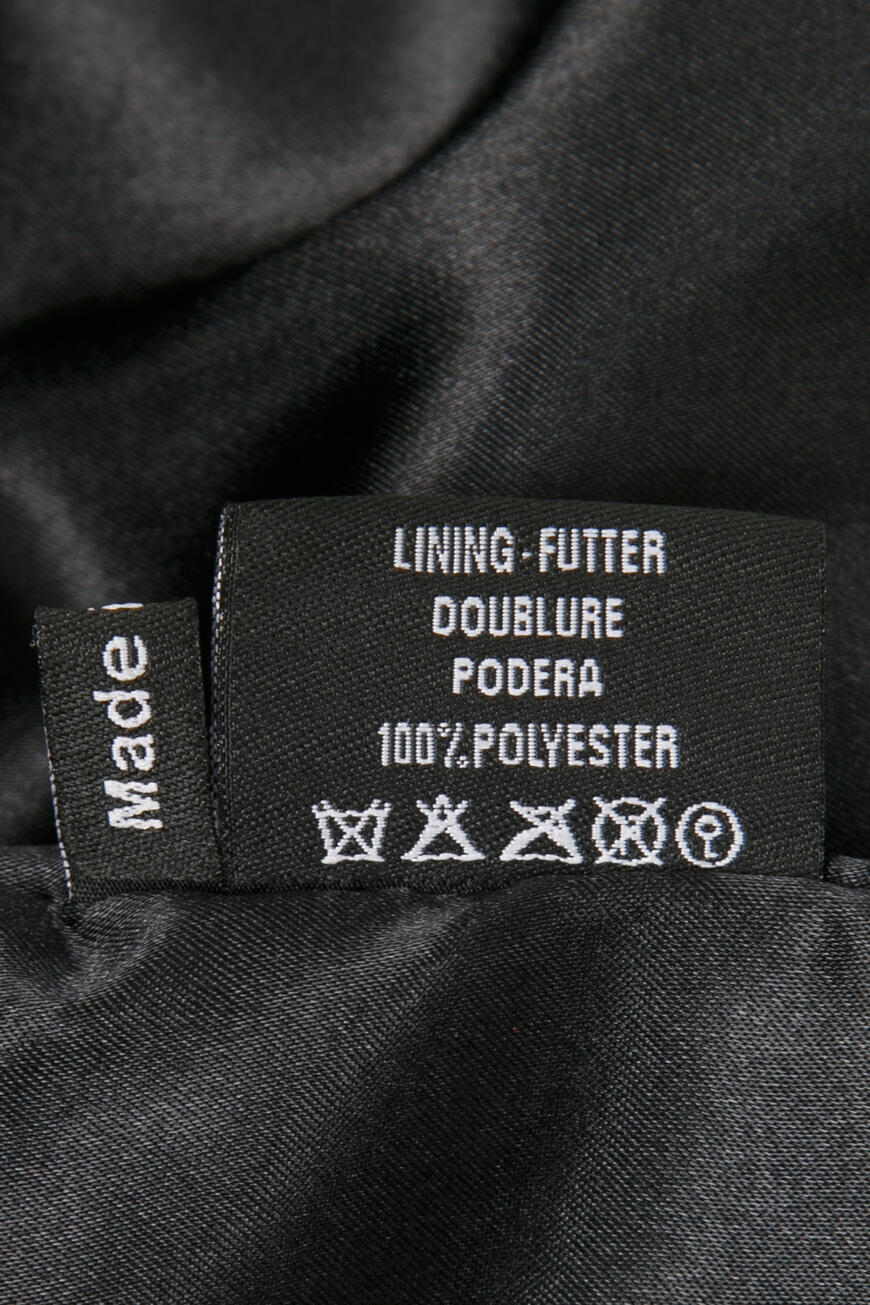 LINING-FUTTER
DOUBLURE
PODERA
100%POLYESTER
Made